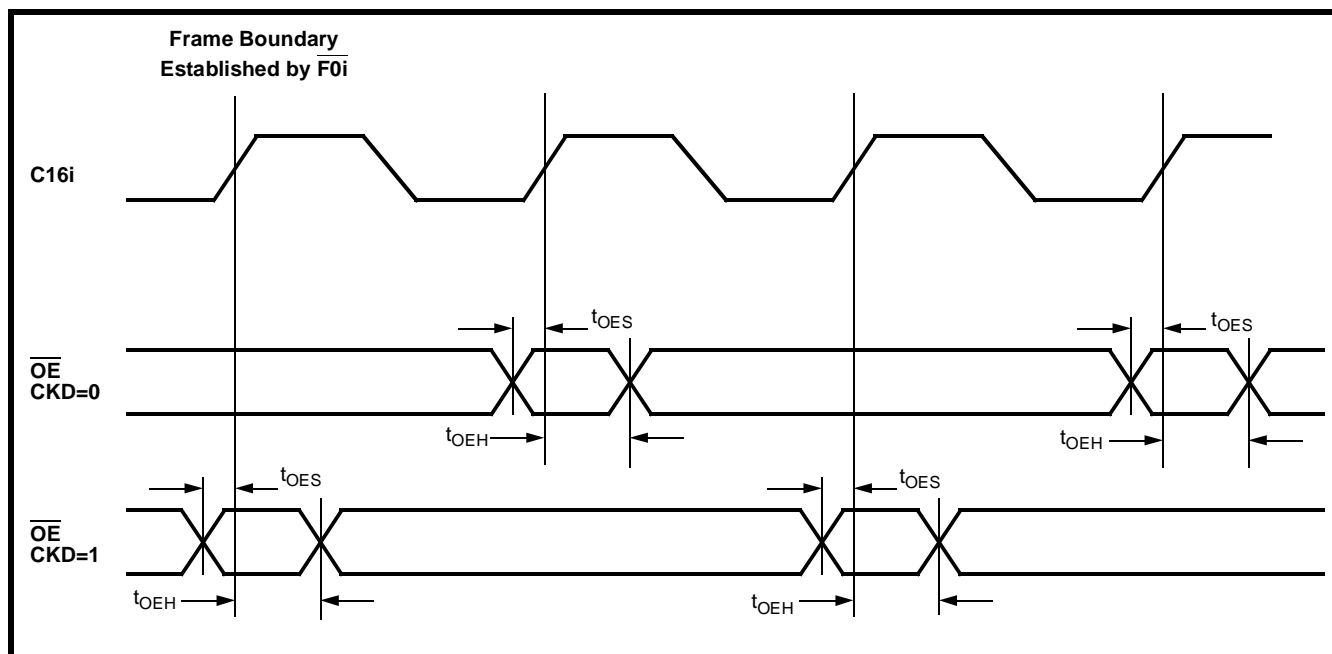 Frame Boundary
Established by F0i
C16i
tOES
tOES
OE
CKD=0
tOEH
tOEH
tOES
tOES
OE
CKD=1
tOEH
tOEH